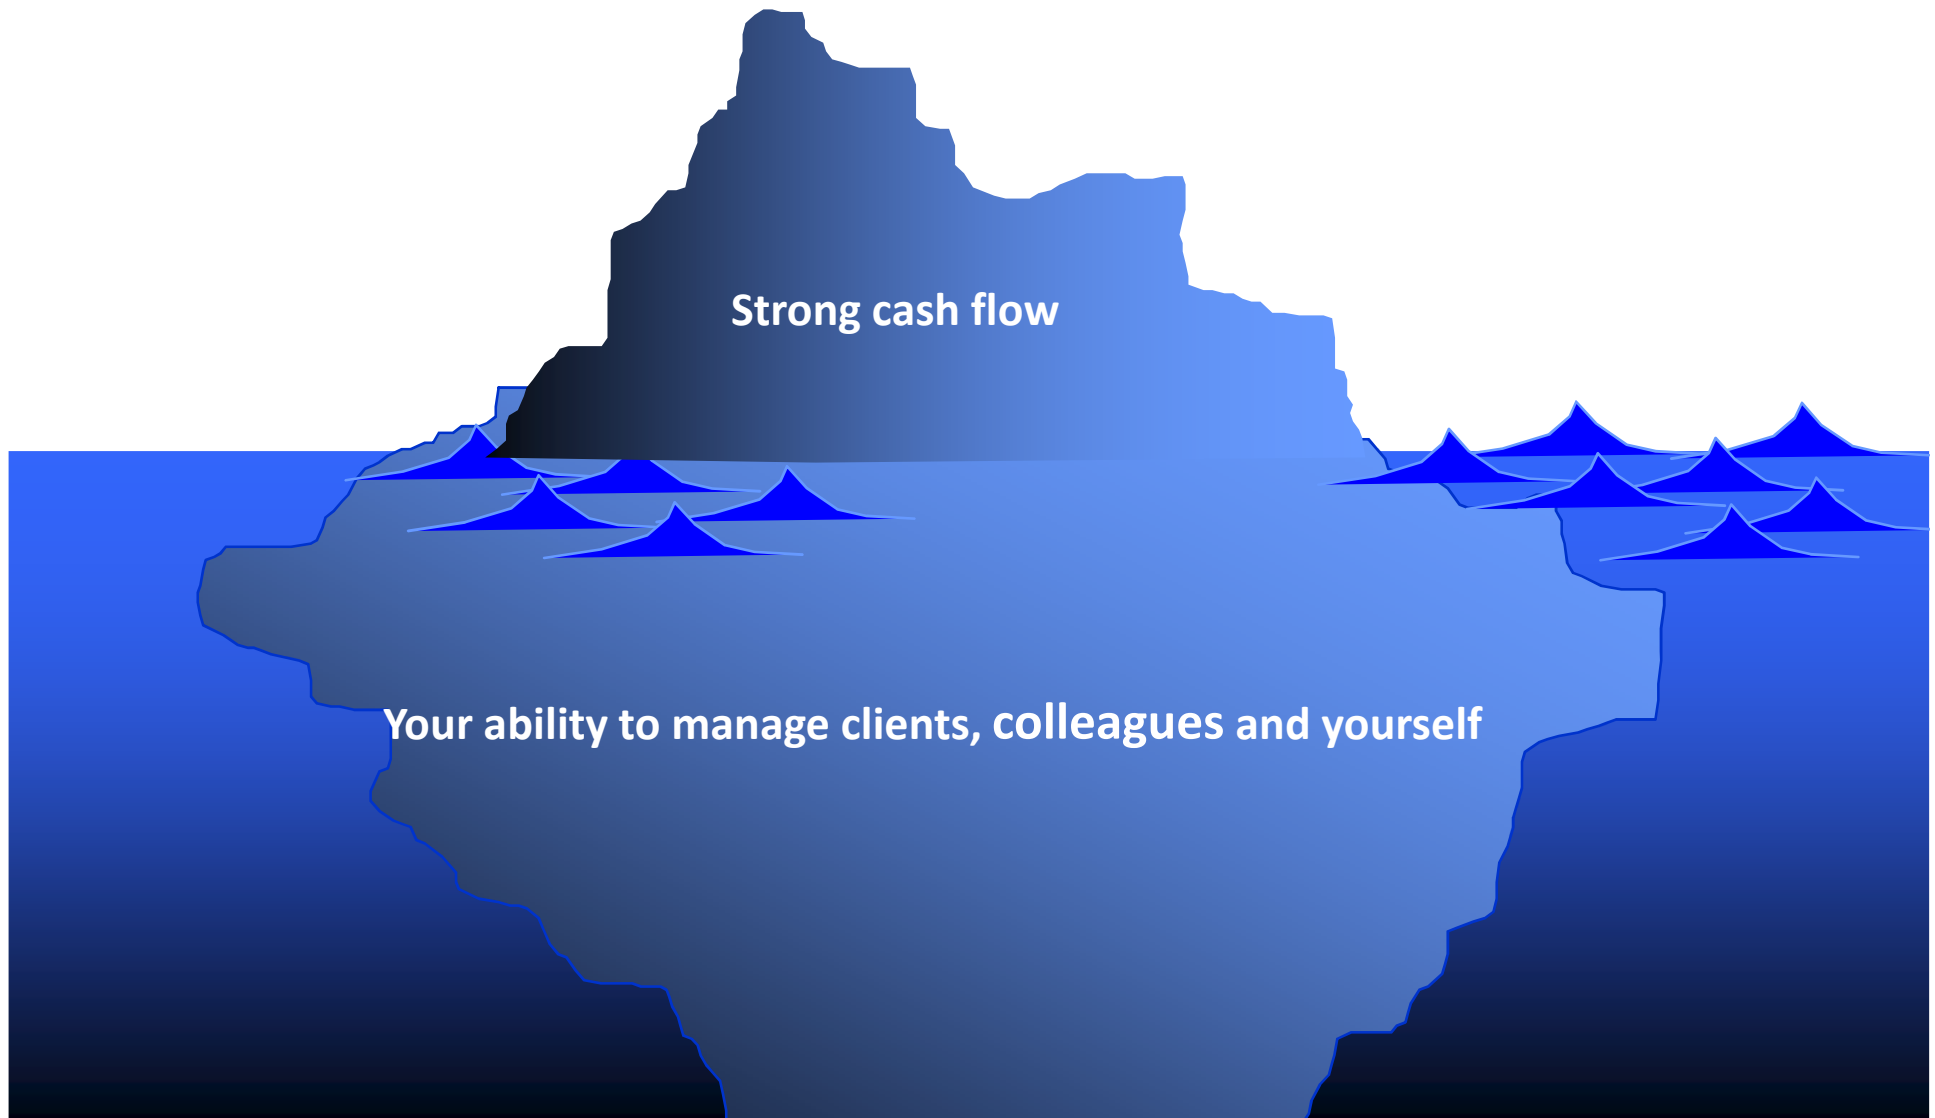 Strong cash flow
Your ability to manage clients, colleagues and yourself